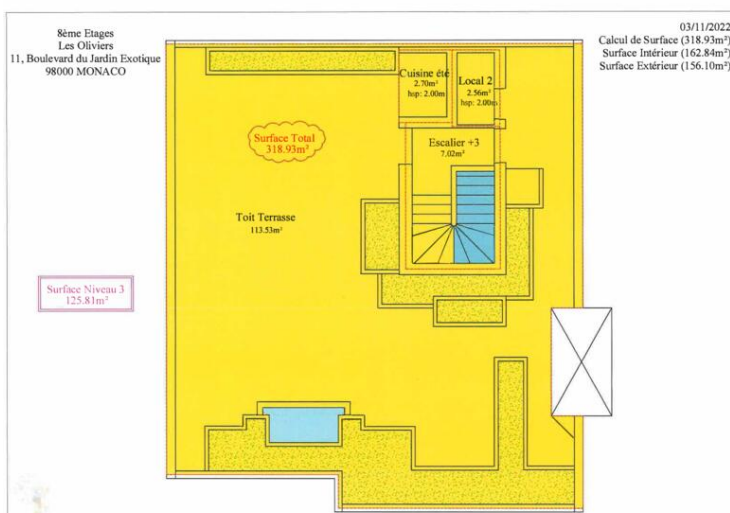 8ème Etages
Les Oliviers
11, Boulevard du Jardin Exotique
98000 MONACO
03/11/2022
Calcul de Surface (318.93m²)
Surface Intérieur (162.84m²)
Surface Extérieur (156.10m²)
Cuisine été
2.70m²
hsp: 2.00m
Local 2
2.56m²
hsp: 2.00m
Surface Total
318.93m²
Escalier +3
7.02m²
Toit Terrasse
113.53m²
Surface Niveau 3
125.81m²